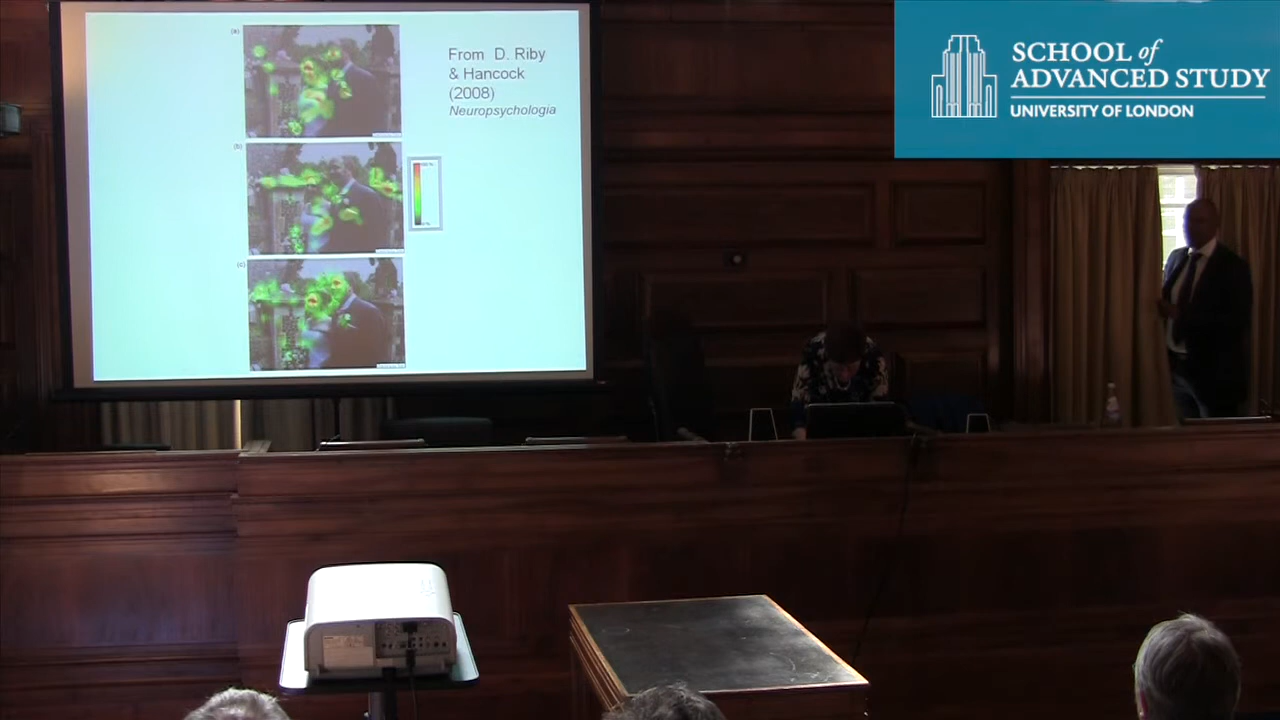 (a)
From D. Riby
& Hancock
(2008)
Neuropsychologia
(b)
(c)
SCHOOL of
ADVANCED STUDY
UNIVERSITY OF LONDON